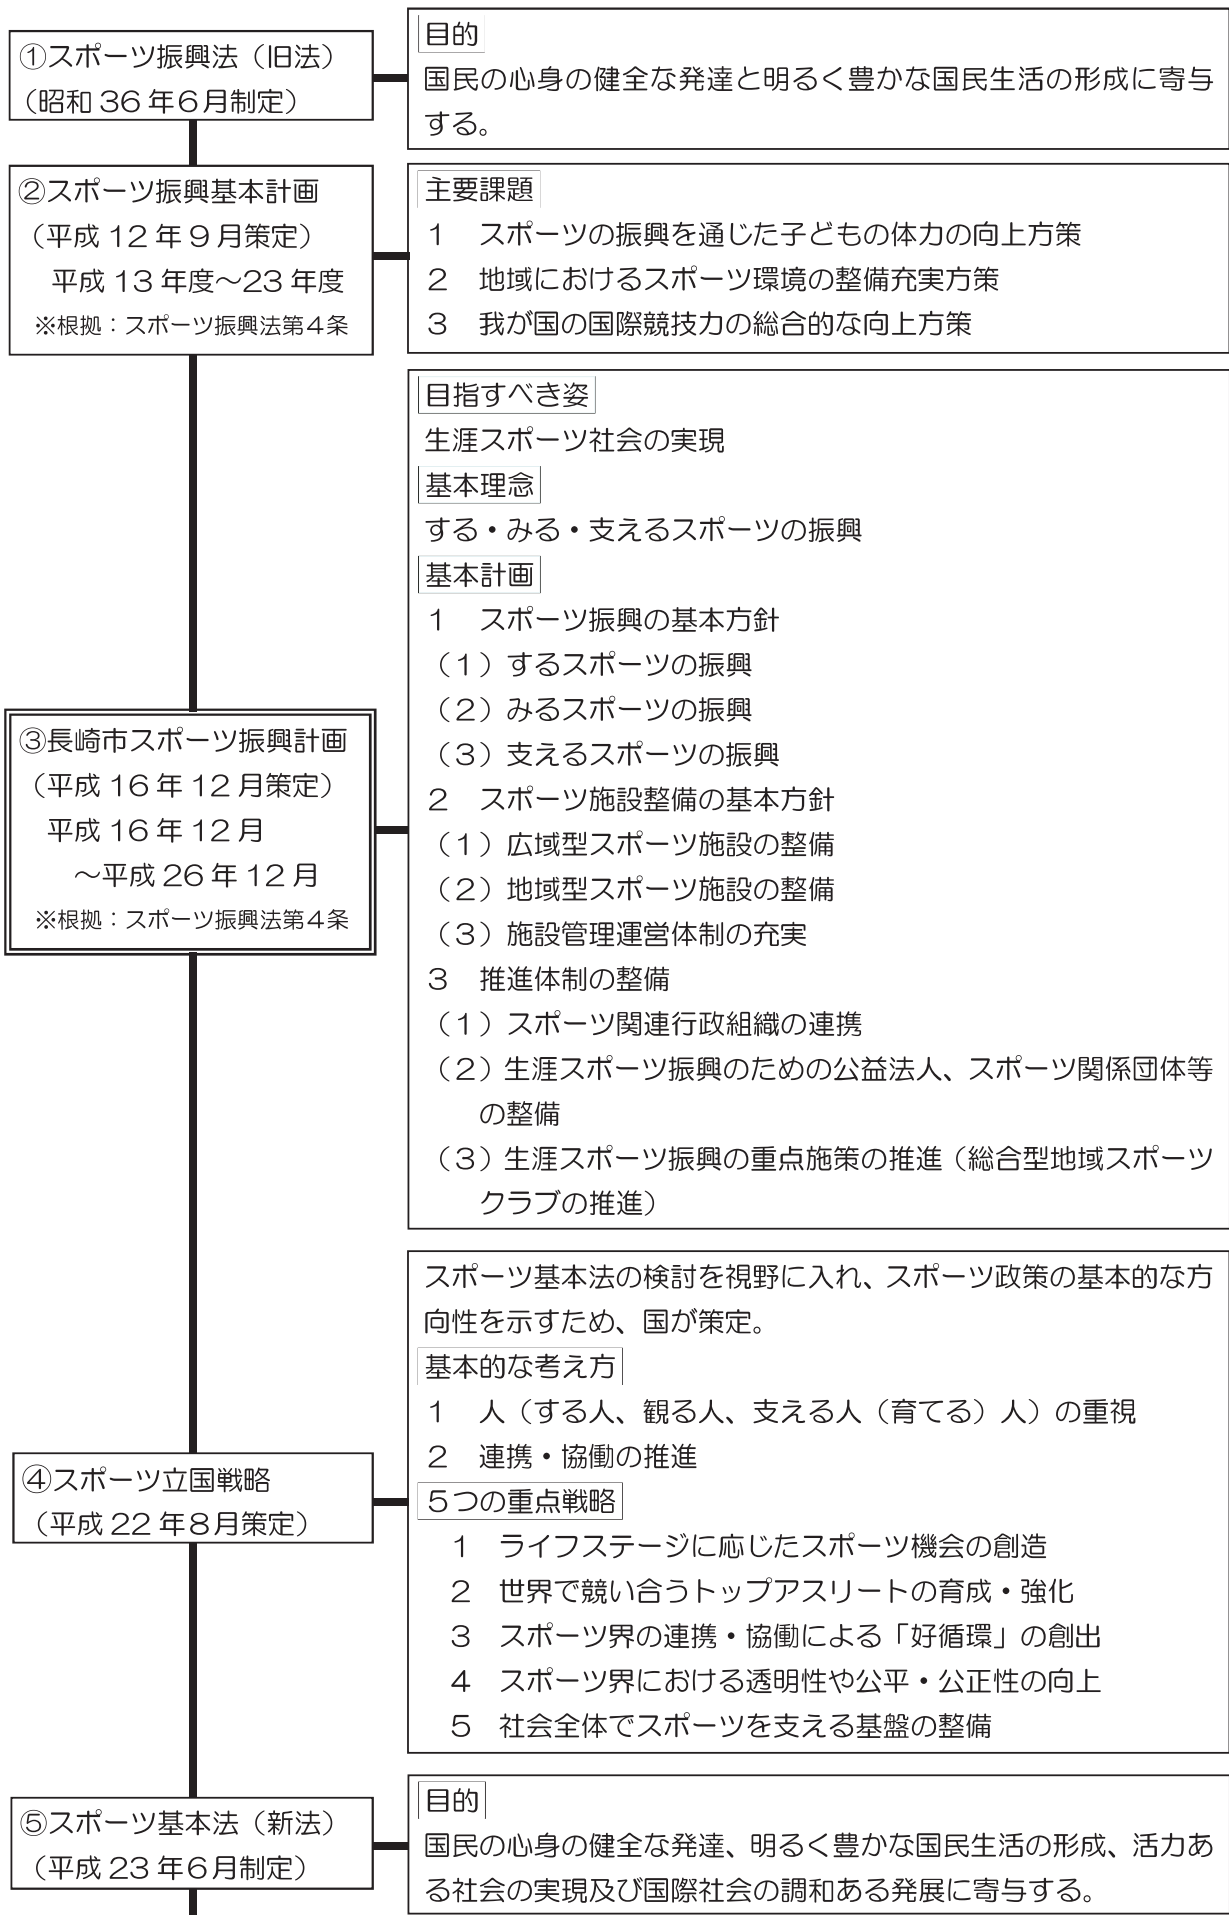 ①スポーツ振興法（旧法）
（昭和 36 年６月制定）
目的
国民の心身の健全な発達と明るく豊かな国民生活の形成に寄与
する。
②スポーツ振興基本計画
（平成 12 年９月策定）
平成 13 年度～23 年度
※根拠：スポーツ振興法第４条
主要課題
１　スポーツの振興を通じた子どもの体力の向上方策
２　地域におけるスポーツ環境の整備充実方策
３　我が国の国際競技力の総合的な向上方策
③長崎市スポーツ振興計画
（平成 16 年 12 月策定）
平成 16 年 12 月
～平成 26 年 12 月
※根拠：スポーツ振興法第４条
目指すべき姿
生涯スポーツ社会の実現
基本理念
する・みる・支えるスポーツの振興
基本計画
１　スポーツ振興の基本方針
（１）するスポーツの振興
（２）みるスポーツの振興
（３）支えるスポーツの振興
２　スポーツ施設整備の基本方針
（１）広域型スポーツ施設の整備
（２）地域型スポーツ施設の整備
（３）施設管理運営体制の充実
３　推進体制の整備
（１）スポーツ関連行政組織の連携
（２）生涯スポーツ振興のための公益法人、スポーツ関係団体等
の整備
（３）生涯スポーツ振興の重点施策の推進（総合型地域スポーツ
クラブの推進）
④スポーツ立国戦略
（平成 22 年８月策定）
スポーツ基本法の検討を視野に入れ、スポーツ政策の基本的な方
向性を示すため、国が策定。
基本的な考え方
１　人（する人、観る人、支える人（育てる）人）の重視
２　連携・協働の推進
５つの重点戦略
１　ライフステージに応じたスポーツ機会の創造
２　世界で競い合うトップアスリートの育成・強化
３　スポーツ界の連携・協働による「好循環」の創出
４　スポーツ界における透明性や公平・公正性の向上
５　社会全体でスポーツを支える基盤の整備
⑤スポーツ基本法（新法）
（平成 23 年６月制定）
目的
国民の心身の健全な発達、明るく豊かな国民生活の形成、活力あ
る社会の実現及び国際社会の調和ある発展に寄与する。